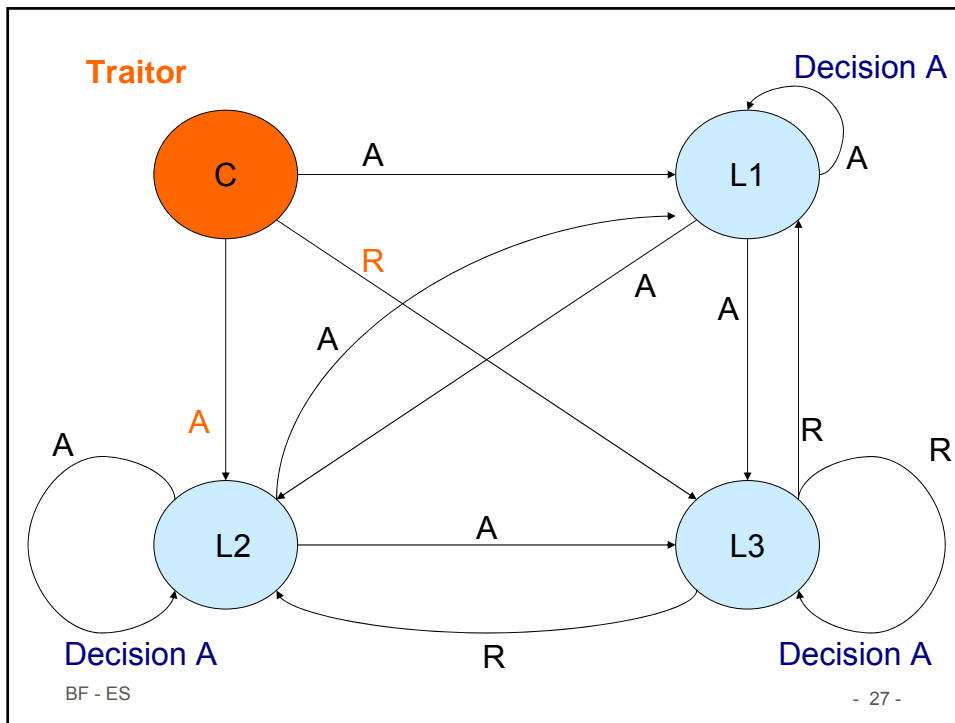 Traitor
Decision A
C
A
L1
A
R
A
A
A
A
A
R
R
L2
A
L3
Decision A
R
Decision A
BF - ES
- 27 -